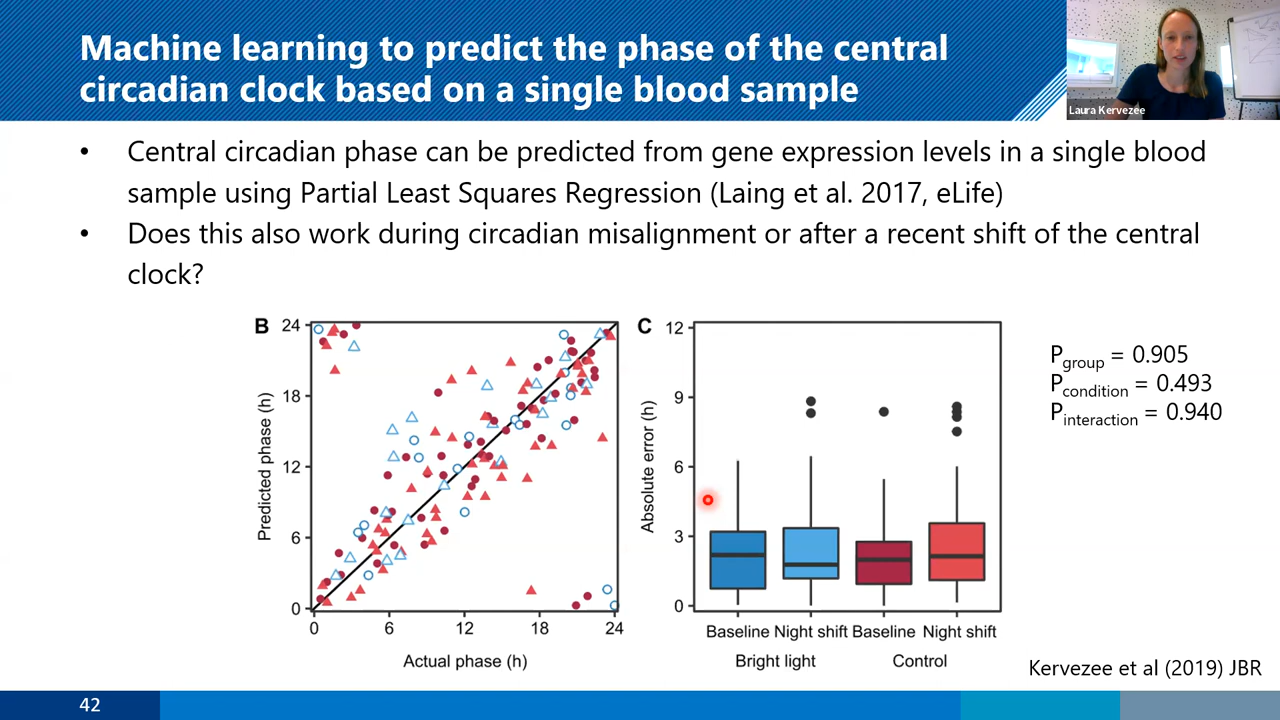 Machine learning to predict the phase of the central
circadian clock based on a single blood sample
Laura Kervezee
• Central circadian phase can be predicted from gene expression levels in a single blood
sample using Partial Least Squares Regression (Laing et al. 2017, eLife)
• Does this also work during circadian misalignment or after a recent shift of the central
clock?
B
24
18
12
6
0
Predicted phase (h)
0 6 12 18 24
Actual phase (h)
C
12
9
6
3
0
Absolute error (h)
Baseline Night shift Baseline Night shift
Bright light Control
Pgroup = 0.905
Pcondition = 0.493
Pinteraction = 0.940
Kervezee et al (2019) JBR
42